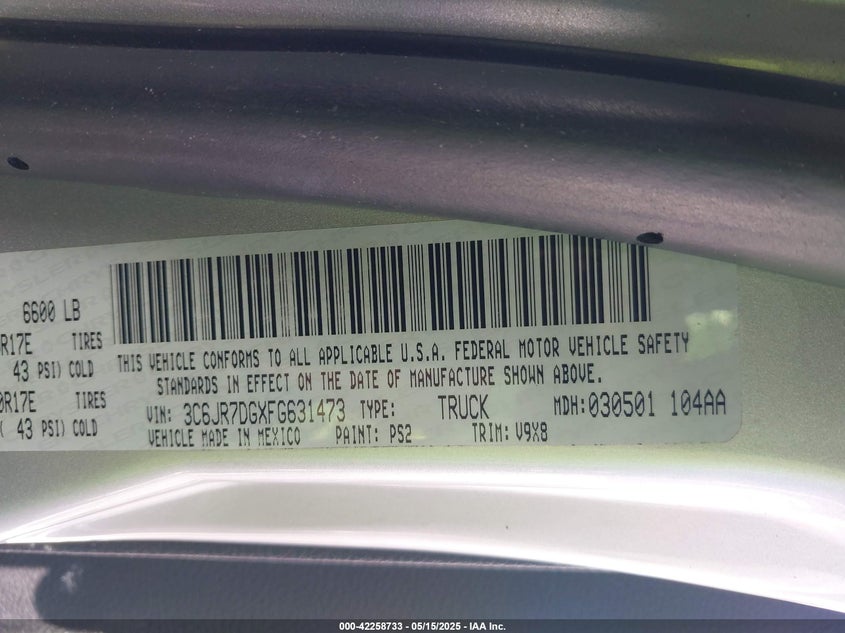 6600 LB
R17E TIRES
43 PSI) COLD
0R17E TIRES
( 43 PSI) COLD
THIS VEHICLE CONFORMS TO ALL APPLICABLE U.S.A. FEDERAL MOTOR VEHICLE SAFETY
STANDARDS IN EFFECT ON THE DATE OF MANUFACTURE SHOWN ABOVE.
VIN: 3C6JR7DGXFG631473 TYPE: TRUCK MDH:030501 104AA
VEHICLE MADE IN MEXICO PAINT: PS2 TRIM: V9X8
000-42258733 - 05/15/2025 - IAA Inc.